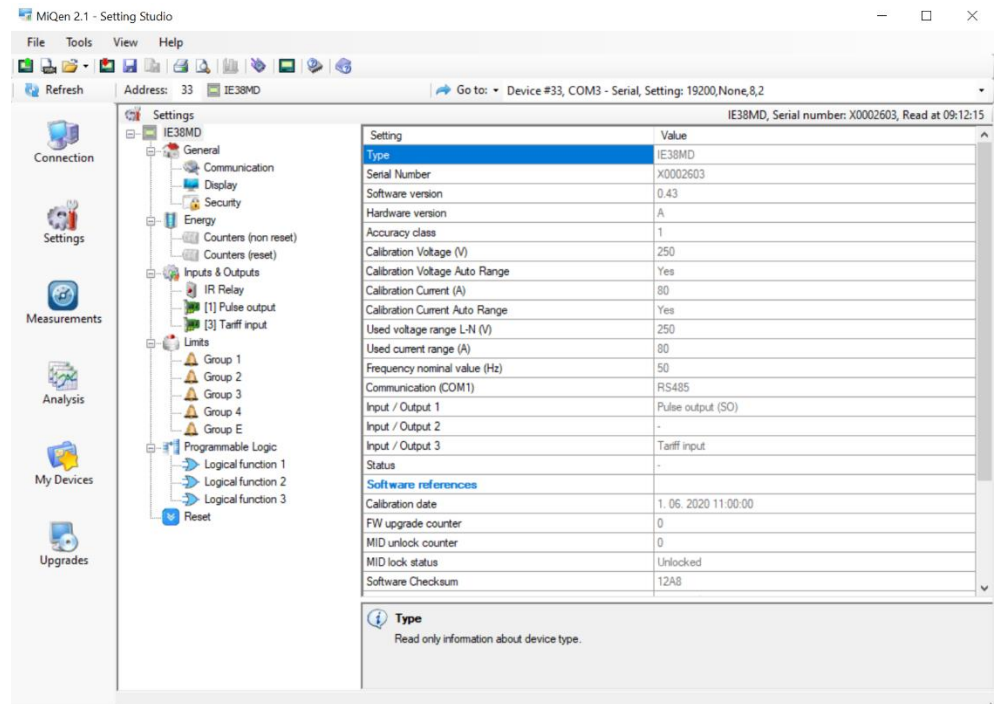 MiQen 2.1 - Setting Studio
File Tools View Help
Refresh Address: 33 IE38MD Go to: Device #33, COM3 - Serial, Setting: 19200,None,8,2
Settings IE38MD, Serial number: X0002603, Read at 09:12:15
Connection
Settings
Measurements
Analysis
My Devices
Upgrades
IE38MD
General
Communication
Display
Security
Energy
Counters (non reset)
Counters (reset)
Inputs & Outputs
IR Relay
[1] Pulse output
[3] Tariff input
Limits
Group 1
Group 2
Group 3
Group 4
Group E
Programmable Logic
Logical function 1
Logical function 2
Logical function 3
Reset
Setting Value
Type IE38MD
Serial Number X0002603
Software version 0.43
Hardware version A
Accuracy class 1
Calibration Voltage (V) 250
Calibration Voltage Auto Range Yes
Calibration Current (A) 80
Calibration Current Auto Range Yes
Used voltage range L-N (V) 250
Used current range (A) 80
Frequency nominal value (Hz) 50
Communication (COM1) RS485
Input / Output 1 Pulse output (SO)
Input / Output 2 -
Input / Output 3 Tariff input
Status -
Software references
Calibration date 1. 06. 2020 11:00:00
FW upgrade counter 0
MID unlock counter 0
MID lock status Unlocked
Software Checksum 12A8
Type
Read only information about device type.